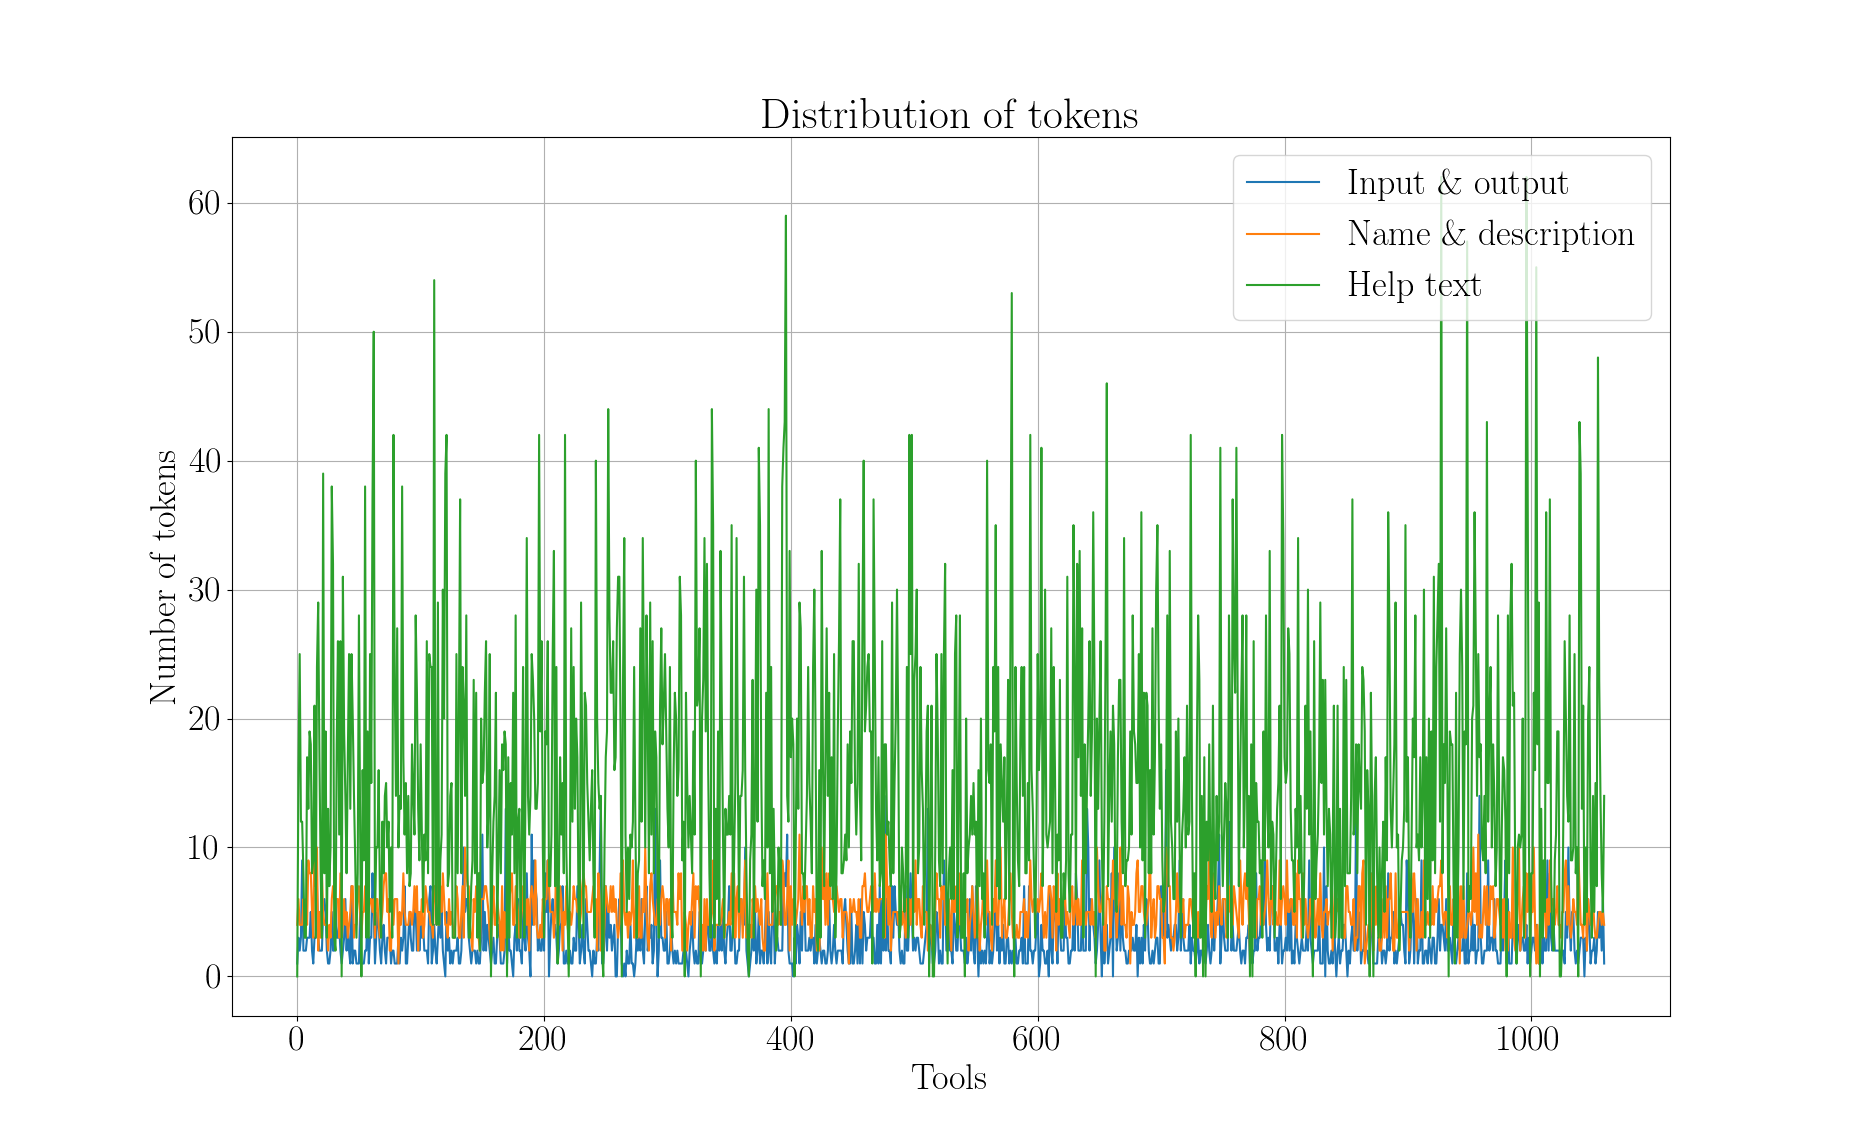 Distribution of tokens
Input & output
Name & description
Help text
60
50
40
30
20
10
0
Number of tokens
0 200 400 600 800 1000
Tools